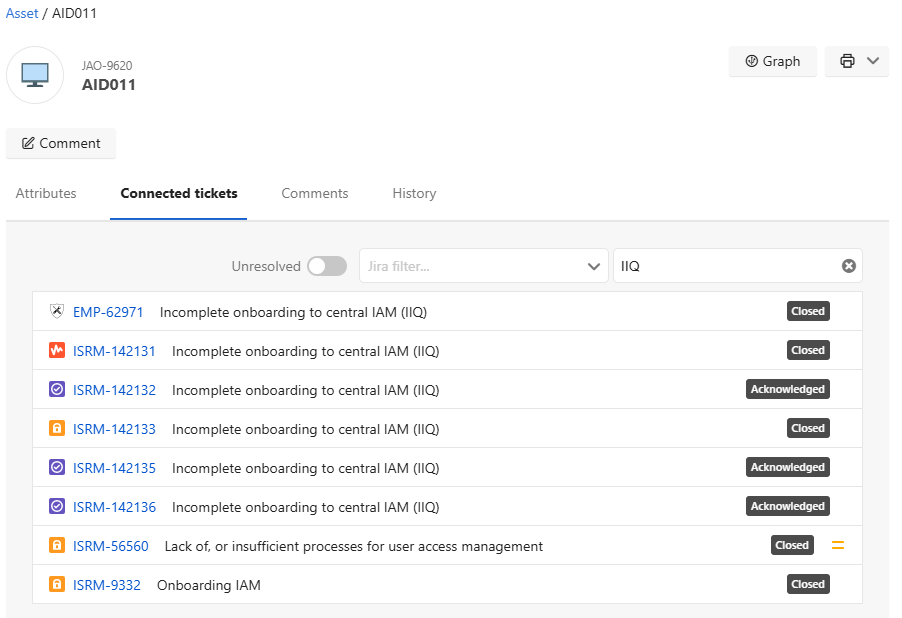 Asset / AID011
JAO-9620
AID011
Graph
Comment
Attributes Connected tickets Comments History
Unresolved Jira filter... IIQ
EMP-62971 Incomplete onboarding to central IAM (IIQ) Closed
ISRM-142131 Incomplete onboarding to central IAM (IIQ) Closed
ISRM-142132 Incomplete onboarding to central IAM (IIQ) Acknowledged
ISRM-142133 Incomplete onboarding to central IAM (IIQ) Closed
ISRM-142135 Incomplete onboarding to central IAM (IIQ) Acknowledged
ISRM-142136 Incomplete onboarding to central IAM (IIQ) Acknowledged
ISRM-56560 Lack of, or insufficient processes for user access management Closed
ISRM-9332 Onboarding IAM Closed